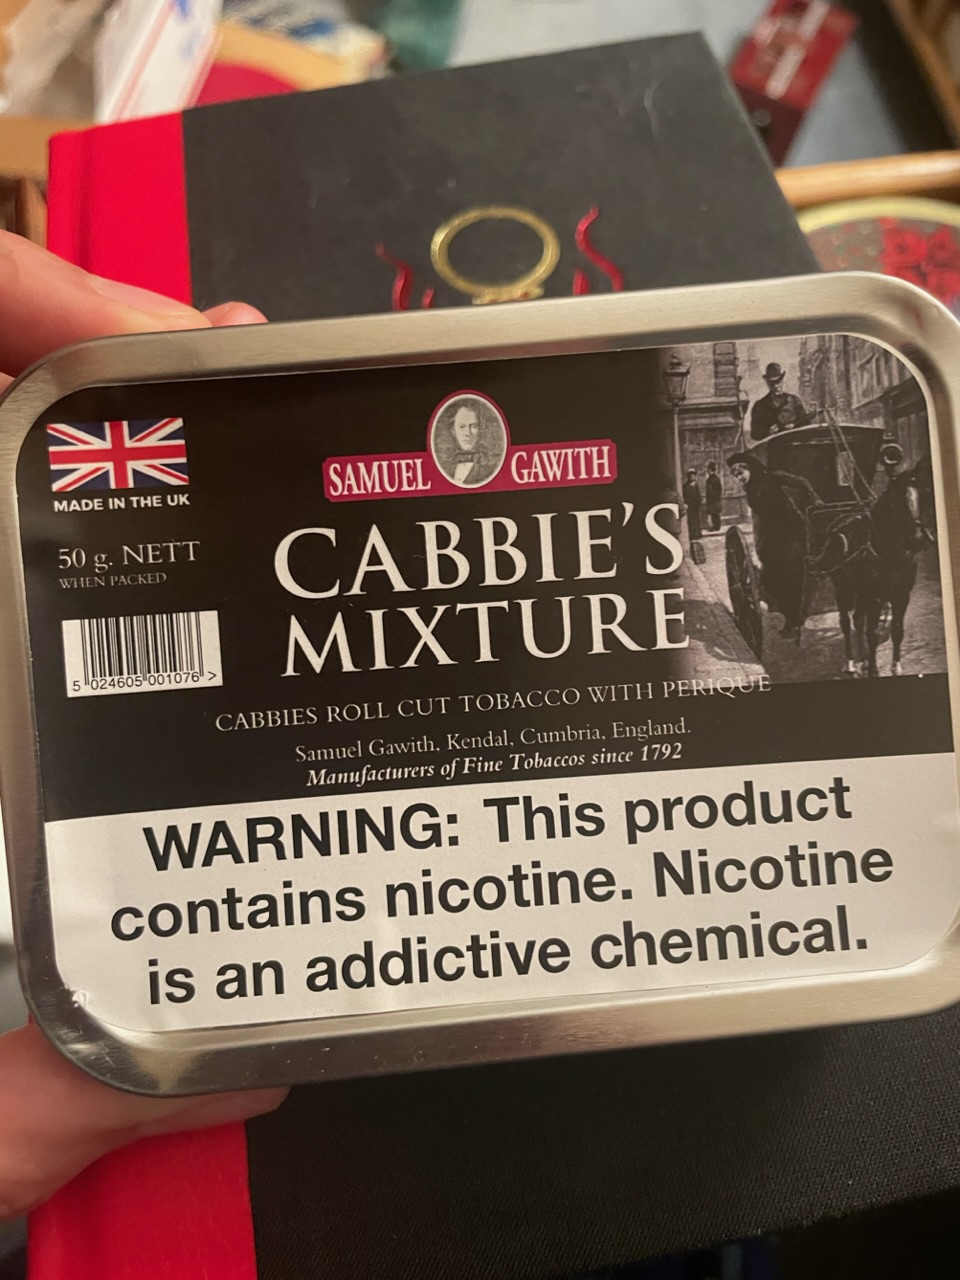 MADE IN THE UK
50 g. NETT
WHEN PACKED
5 024605 001076 >
SAMUEL GAWITH
CABBIE'S
MIXTURE
CABBIES ROLL CUT TOBACCO WITH PERIQUE
Samuel Gawith, Kendal, Cumbria, England.
Manufacturers of Fine Tobaccos since 1792
WARNING: This product
contains nicotine. Nicotine
is an addictive chemical.